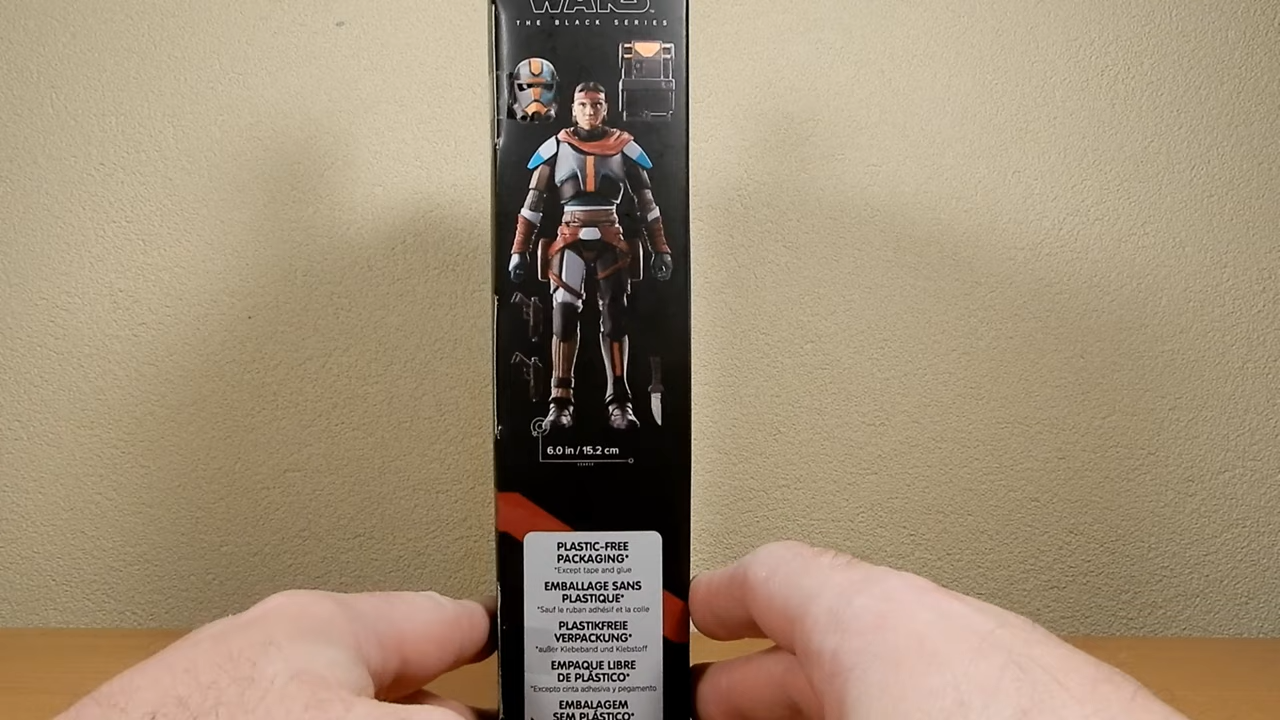 WARS
THE BLACK SERIES
6.0 in / 15.2 cm
PLASTIC-FREE
PACKAGING*
*Except tape and glue
EMBALLAGE SANS
PLASTIQUE*
*Sauf le ruban adhésif et la colle
PLASTIKFREIE
VERPACKUNG*
*außer Klebeband und Klebstoff
EMPAQUE LIBRE
DE PLÁSTICO*
*Excepto cinta adhesiva y pegamento
EMBALAGEM
SEM PLÁSTICO*